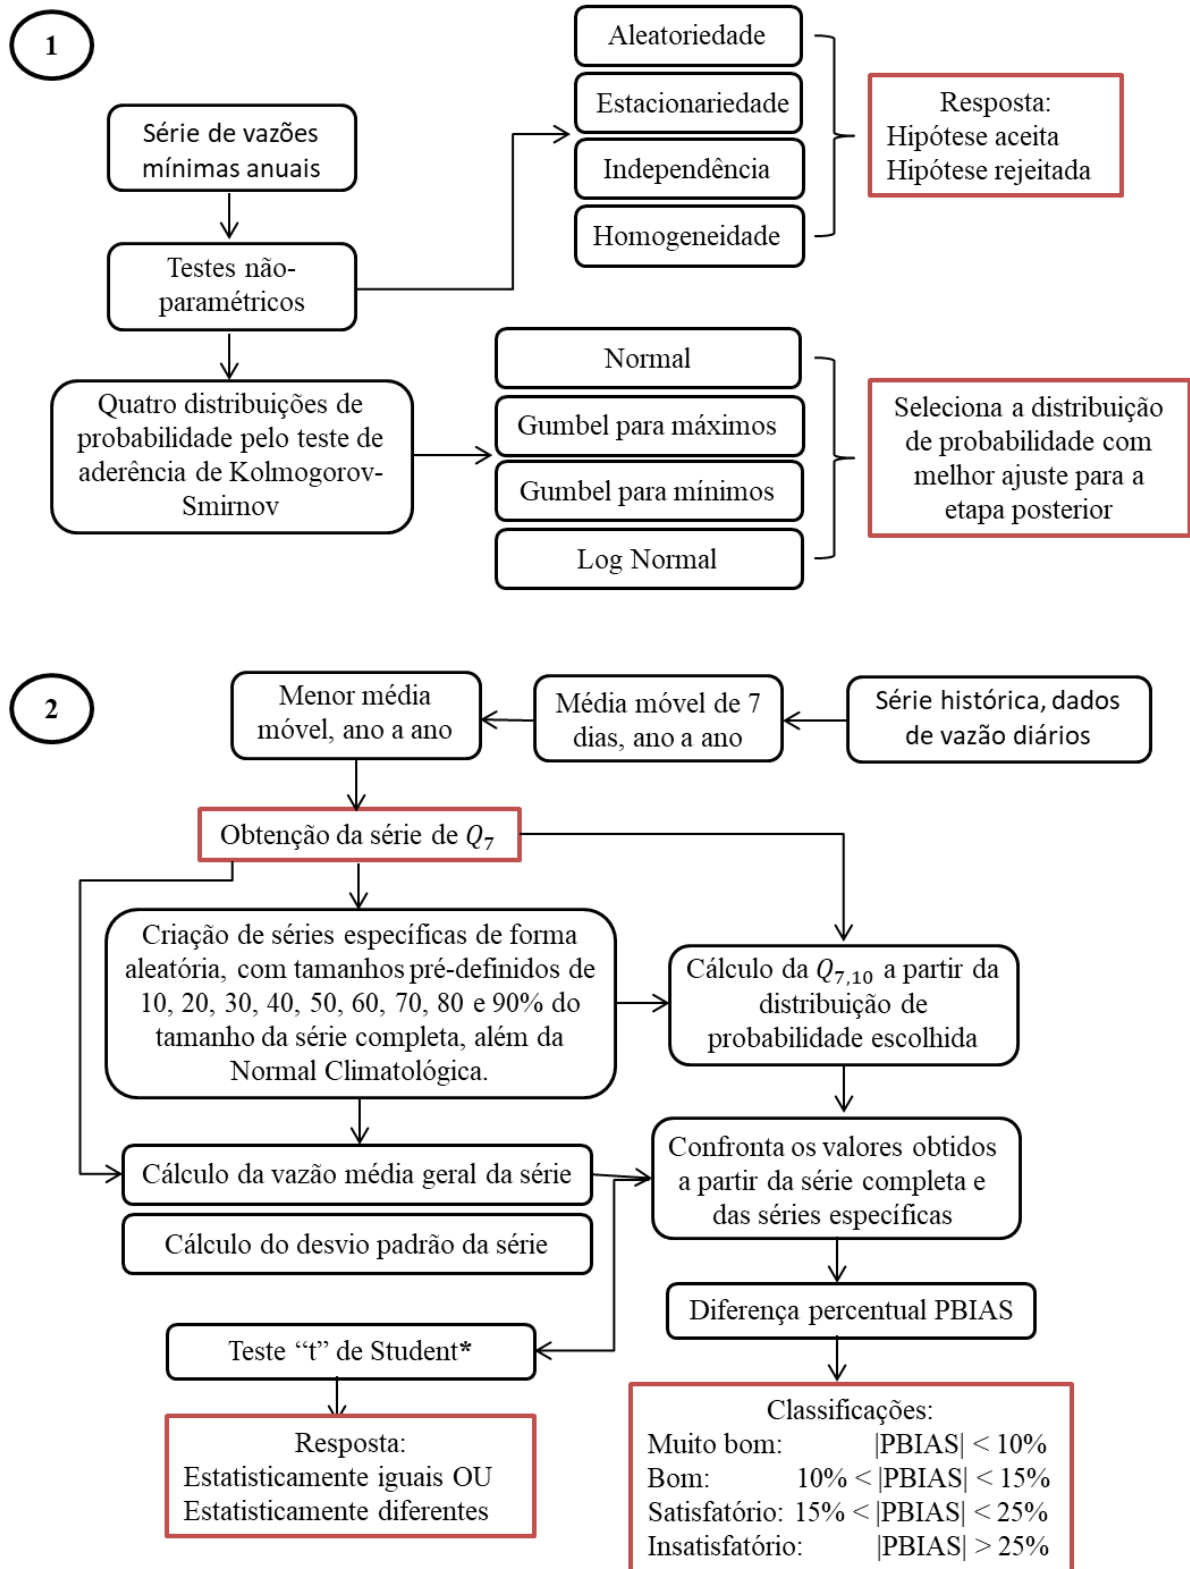 1
Série de vazões
mínimas anuais
Testes não-
paramétricos
Aleatoriedade
Estacionariedade
Independência
Homogeneidade
Resposta:
Hipótese aceita
Hipótese rejeitada
Quatro distribuições de
probabilidade pelo teste de
aderência de Kolmogorov-
Smirnov
Normal
Gumbel para máximos
Gumbel para mínimos
Log Normal
Seleciona a distribuição
de probabilidade com
melhor ajuste para a
etapa posterior
2
Série histórica, dados
de vazão diários
Média móvel de 7
dias, ano a ano
Menor média
móvel, ano a ano
Obtenção da série de Q₇
Criação de séries específicas de forma
aleatória, com tamanhos pré-definidos de
10, 20, 30, 40, 50, 60, 70, 80 e 90% do
tamanho da série completa, além da
Normal Climatológica.
Cálculo da Q₇,₁₀ a partir da
distribuição de
probabilidade escolhida
Cálculo da vazão média geral da série
Cálculo do desvio padrão da série
Confronta os valores obtidos
a partir da série completa e
das séries específicas
Diferença percentual PBIAS
Teste “t” de Student*
Resposta:
Estatisticamente iguais OU
Estatisticamente diferentes
Classificações:
Muito bom: |PBIAS| < 10%
Bom: 10% < |PBIAS| < 15%
Satisfatório: 15% < |PBIAS| < 25%
Insatisfatório: |PBIAS| > 25%